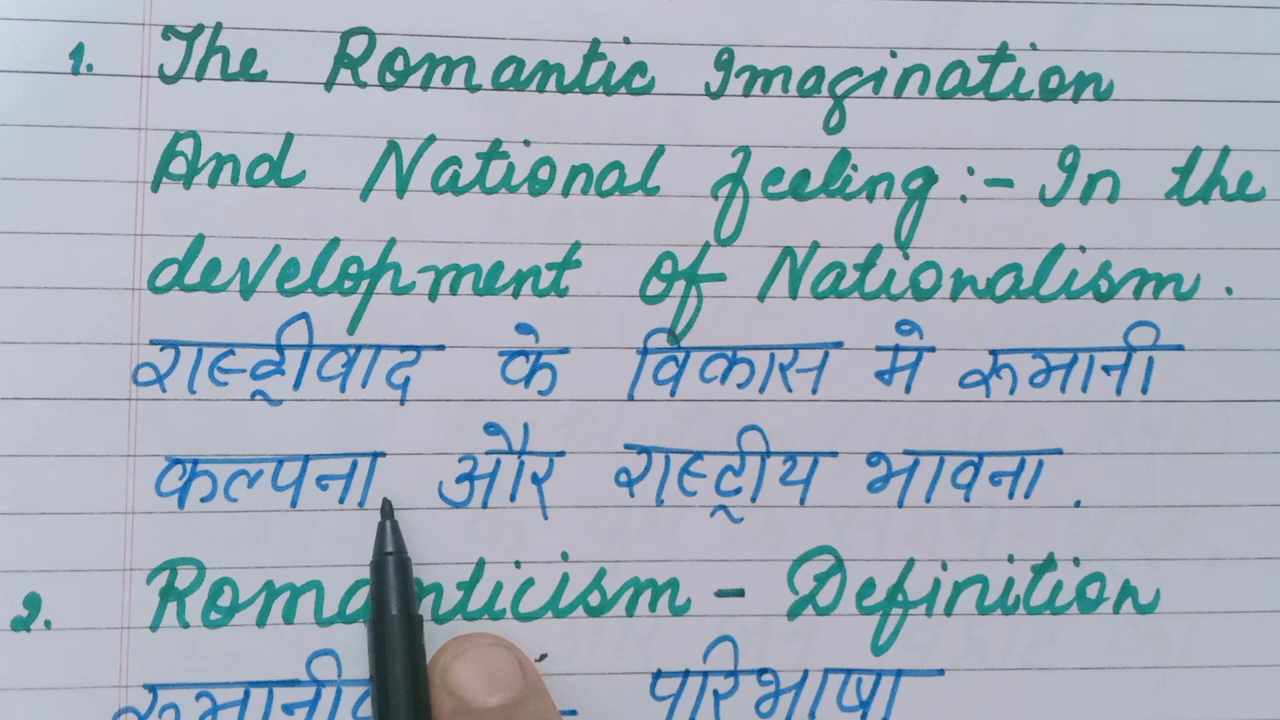 1. The Romantic Imagination
And National feeling :- In the
development of Nationalism.
रास्ट्रीवाद के विकास मे रूमानी
कल्पना और रास्ट्रीय भावना.
2. Romanticism - Definition
- परिभाषा